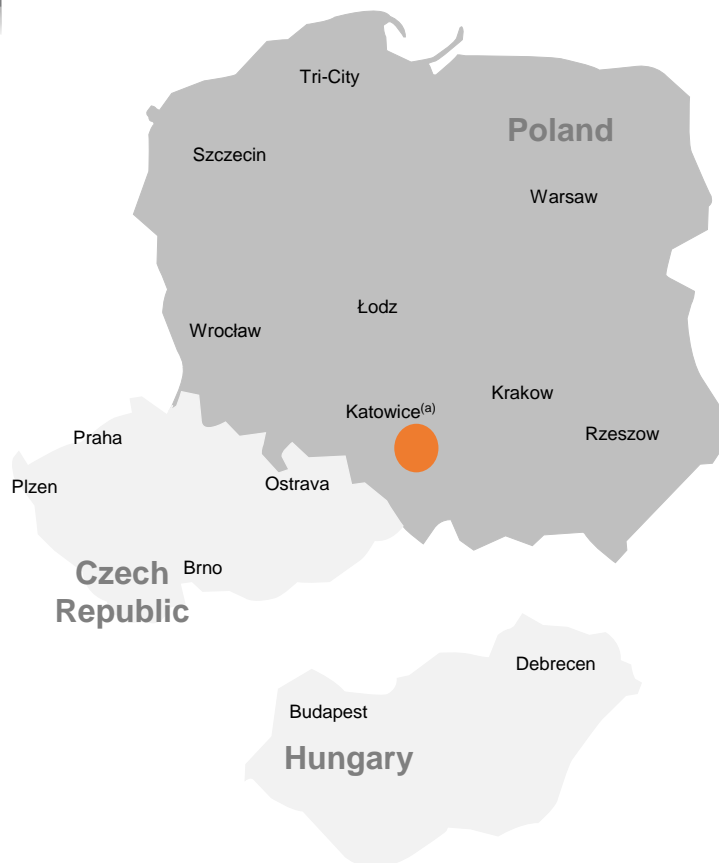 Tri-City
Poland
Szczecin
Warsaw
Łodz
Wrocław
Krakow
Katowice(a)
Rzeszow
Praha
Ostrava
Plzen
Brno
Czech
Republic
Debrecen
Budapest
Hungary